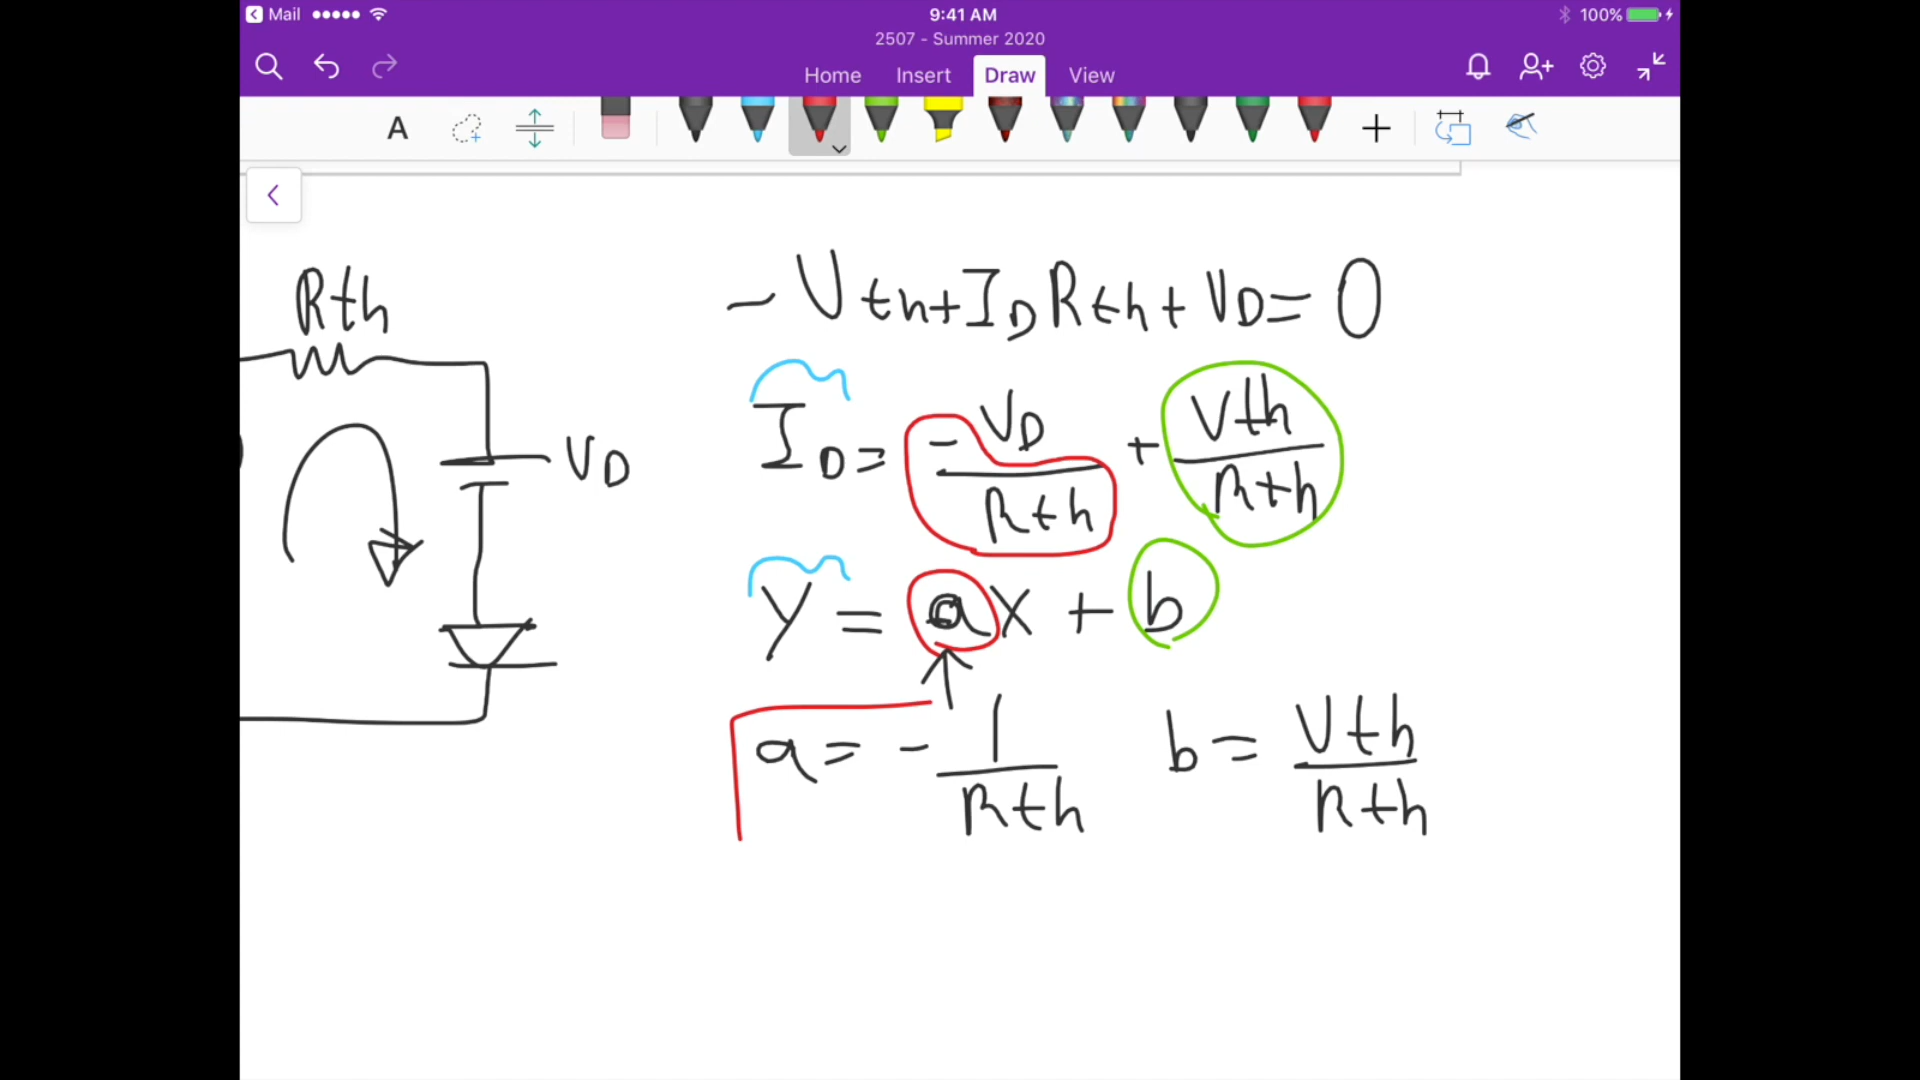 Mail
9:41 AM
100%
2507 - Summer 2020
Home Insert Draw View
A
Rth
VD
-Vth+IDRth+VD=0
ID= -VD/Rth + Vth/Rth
y = ax + b
a = - 1/Rth b = Vth/Rth